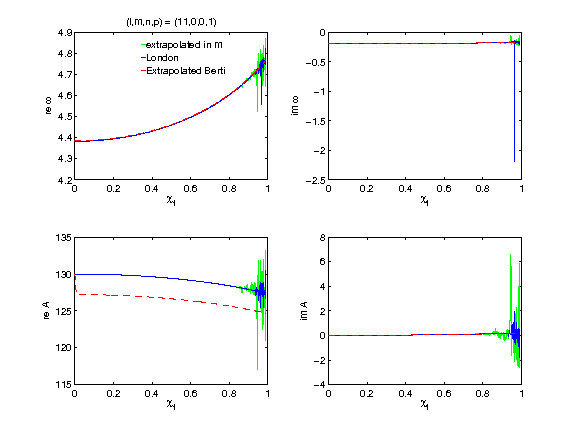 (l,m,n,p) = (11,0,0,1)
4.9
4.8
4.7
4.6
4.5
4.4
4.3
4.2
re ω
0 0.2 0.4 0.6 0.8 1
χf
extrapolated in m
London
Extrapolated Berti
0
−0.5
−1
−1.5
−2
−2.5
im ω
0 0.2 0.4 0.6 0.8 1
χf
135
130
125
120
115
re A
0 0.2 0.4 0.6 0.8 1
χf
8
6
4
2
0
−2
−4
im A
0 0.2 0.4 0.6 0.8 1
χf